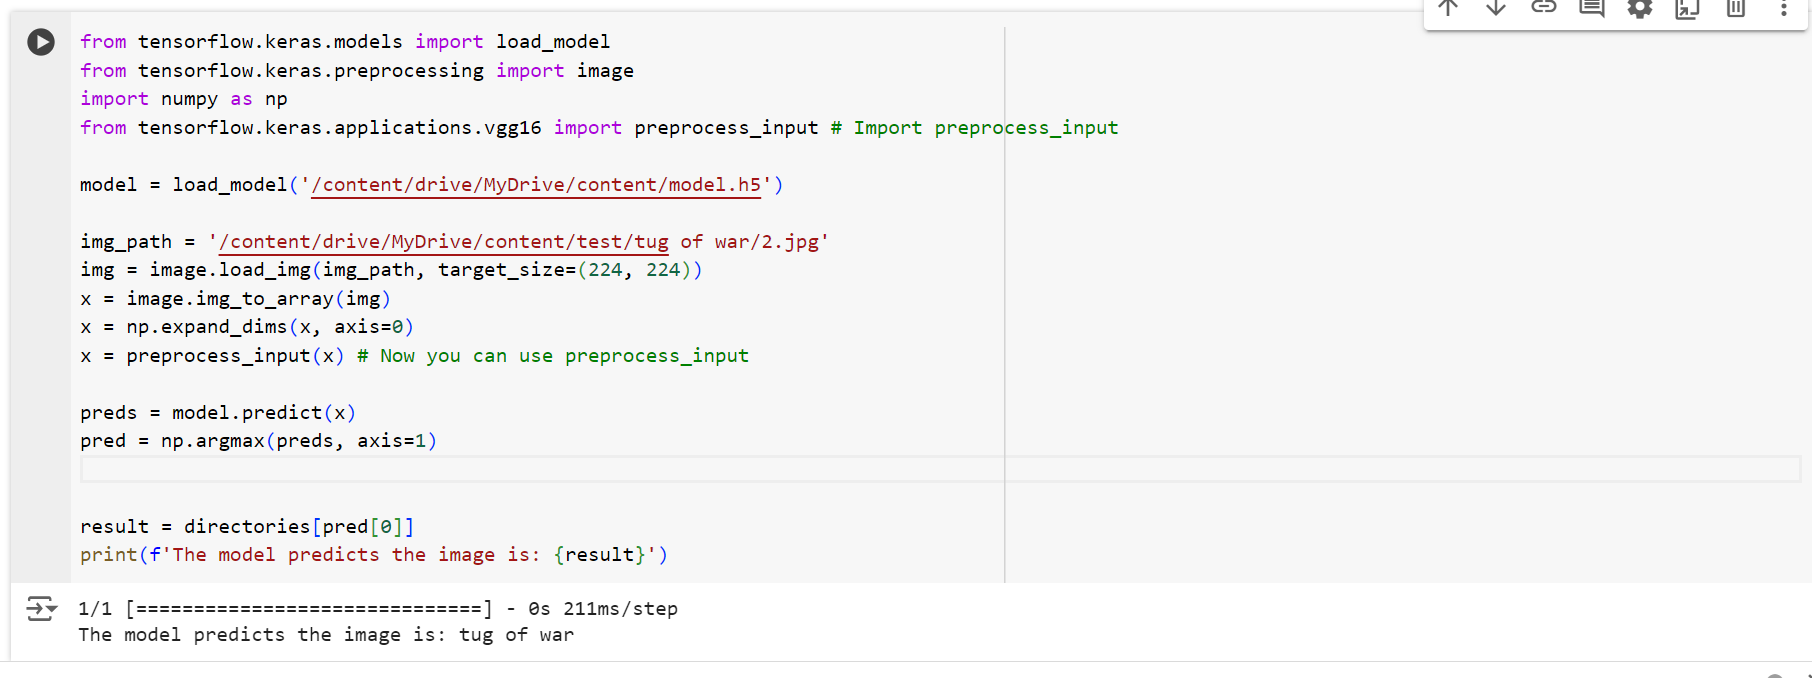 from tensorflow.keras.models import load_model
from tensorflow.keras.preprocessing import image
import numpy as np
from tensorflow.keras.applications.vgg16 import preprocess_input # Import preprocess_input
model = load_model('/content/drive/MyDrive/content/model.h5')
img_path = '/content/drive/MyDrive/content/test/tug of war/2.jpg'
img = image.load_img(img_path, target_size=(224, 224))
x = image.img_to_array(img)
x = np.expand_dims(x, axis=0)
x = preprocess_input(x) # Now you can use preprocess_input
preds = model.predict(x)
pred = np.argmax(preds, axis=1)
result = directories[pred[0]]
print(f'The model predicts the image is: {result}')
1/1 [==============================] - 0s 211ms/step
The model predicts the image is: tug of war